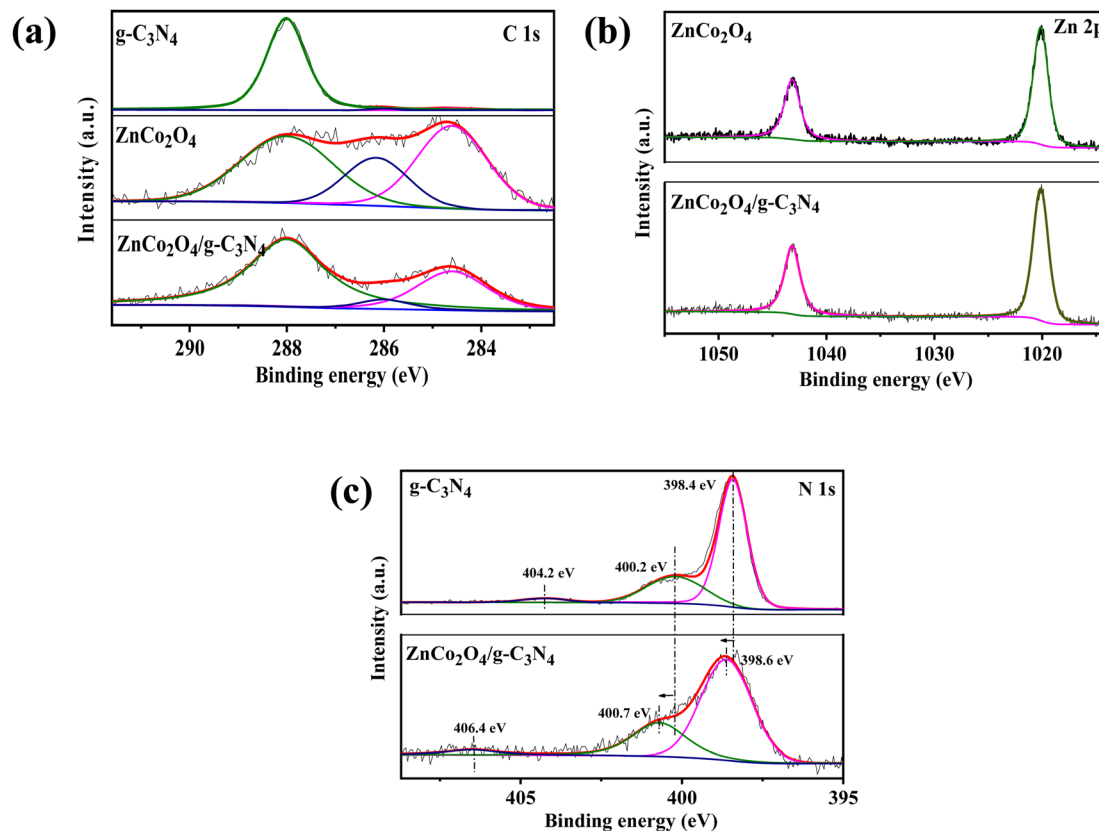 (a)
g-C₃N₄
C 1s
ZnCo₂O₄
ZnCo₂O₄/g-C₃N₄
Intensity (a.u.)
290 288 286 284
Binding energy (eV)
(b)
ZnCo₂O₄
Zn 2p
ZnCo₂O₄/g-C₃N₄
Intensity (a.u.)
1050 1040 1030 1020
Binding energy (eV)
(c)
g-C₃N₄
398.4 eV
N 1s
400.2 eV
404.2 eV
ZnCo₂O₄/g-C₃N₄
398.6 eV
400.7 eV
406.4 eV
Intensity (a.u.)
405 400 395
Binding energy (eV)